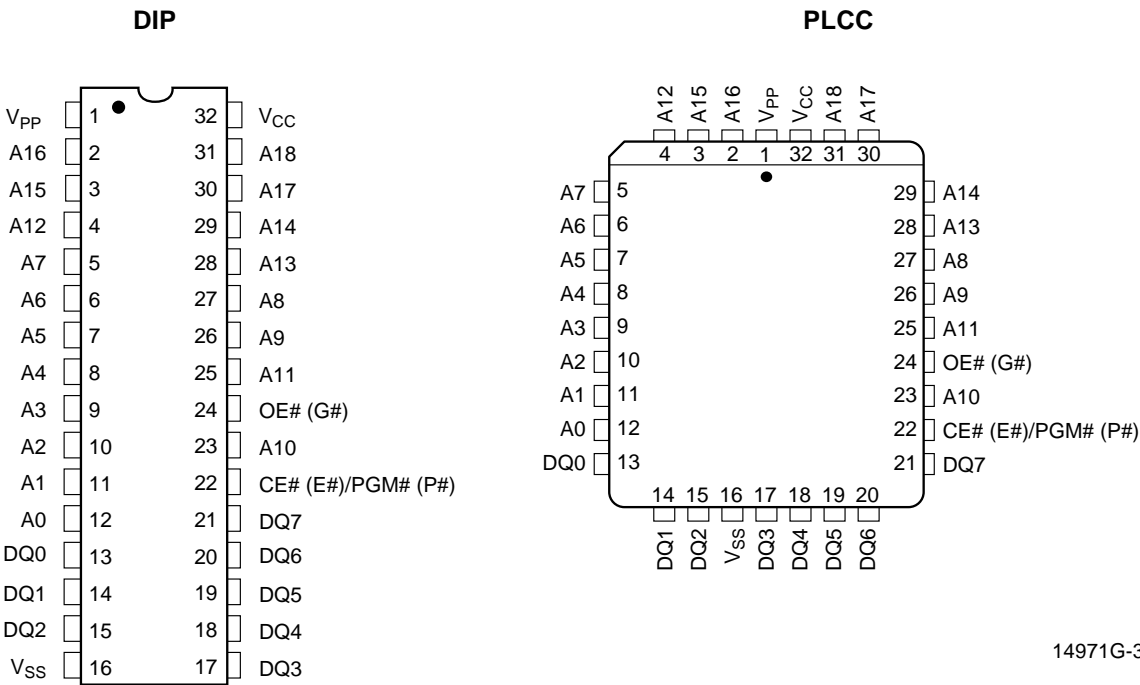 DIP
VPP 1 32 VCC
A16 2 31 A18
A15 3 30 A17
A12 4 29 A14
A7 5 28 A13
A6 6 27 A8
A5 7 26 A9
A4 8 25 A11
A3 9 24 OE# (G#)
A2 10 23 A10
A1 11 22 CE# (E#)/PGM# (P#)
A0 12 21 DQ7
DQ0 13 20 DQ6
DQ1 14 19 DQ5
DQ2 15 18 DQ4
VSS 16 17 DQ3
PLCC
A12 A15 A16 VPP VCC A18 A17
4 3 2 1 32 31 30
A7 5 29 A14
A6 6 28 A13
A5 7 27 A8
A4 8 26 A9
A3 9 25 A11
A2 10 24 OE# (G#)
A1 11 23 A10
A0 12 22 CE# (E#)/PGM# (P#)
DQ0 13 21 DQ7
14 15 16 17 18 19 20
DQ1 DQ2 VSS DQ3 DQ4 DQ5 DQ6